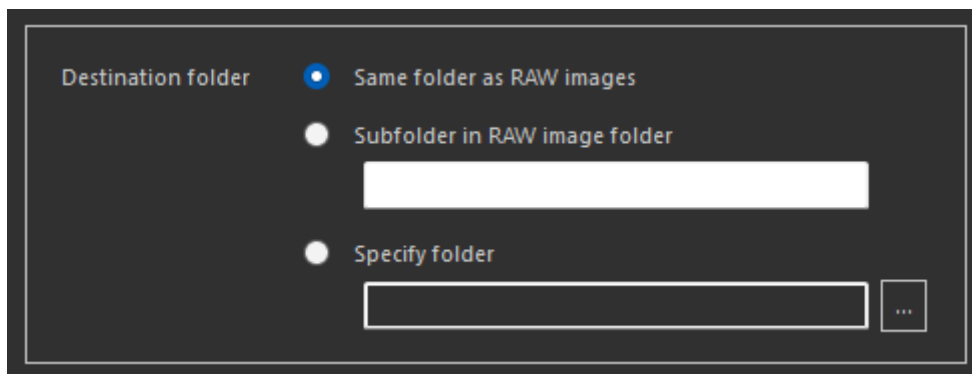 Destination folder
Same folder as RAW images
Subfolder in RAW image folder
Specify folder
...